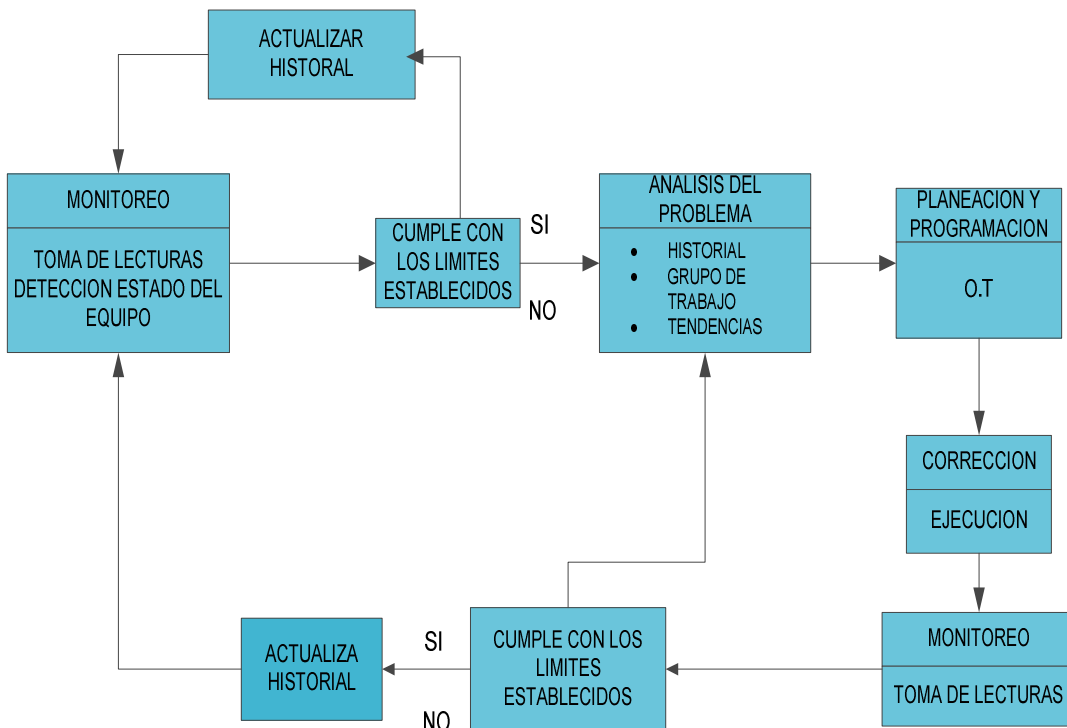 ACTUALIZAR
HISTORAL
MONITOREO
TOMA DE LECTURAS
DETECCION ESTADO DEL
EQUIPO
CUMPLE CON
LOS LIMITES
ESTABLECIDOS
SI
NO
ANALISIS DEL
PROBLEMA
• HISTORIAL
• GRUPO DE
TRABAJO
• TENDENCIAS
PLANEACION Y
PROGRAMACION
O.T
CORRECCION
EJECUCION
MONITOREO
TOMA DE LECTURAS
CUMPLE CON LOS
LIMITES
ESTABLECIDOS
SI
NO
ACTUALIZA
HISTORIAL